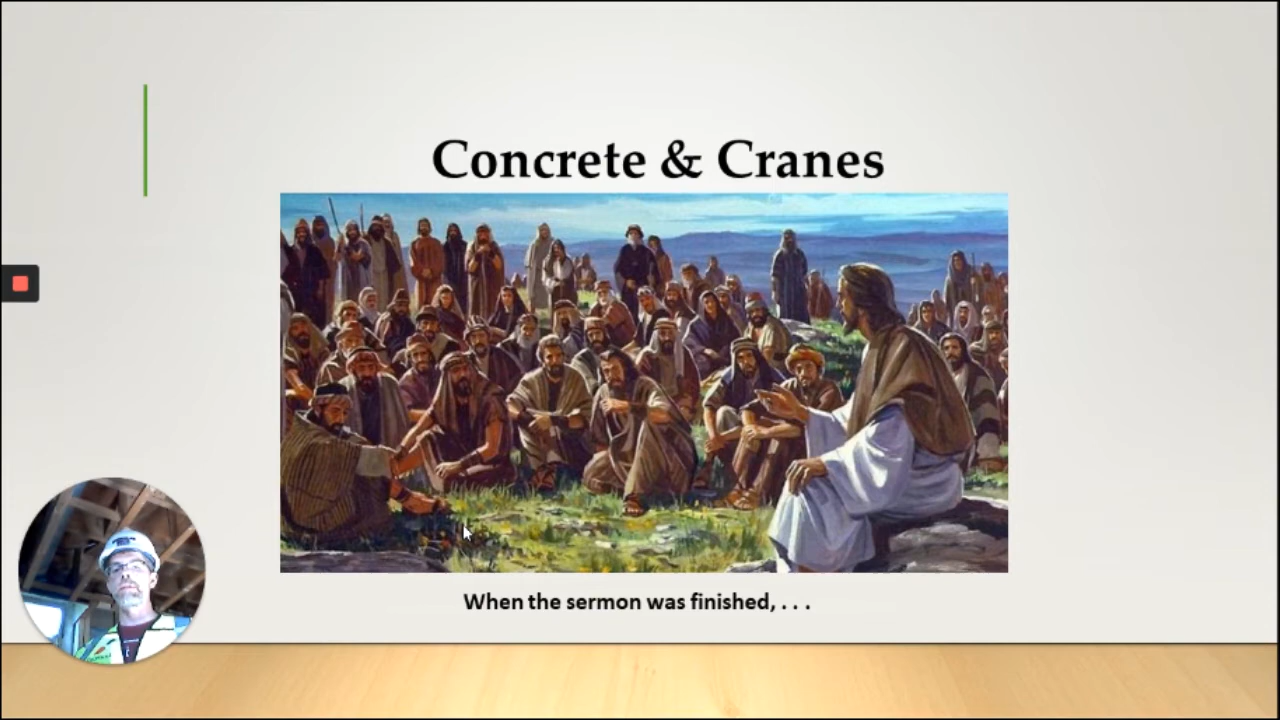 Concrete & Cranes
When the sermon was finished, . . .